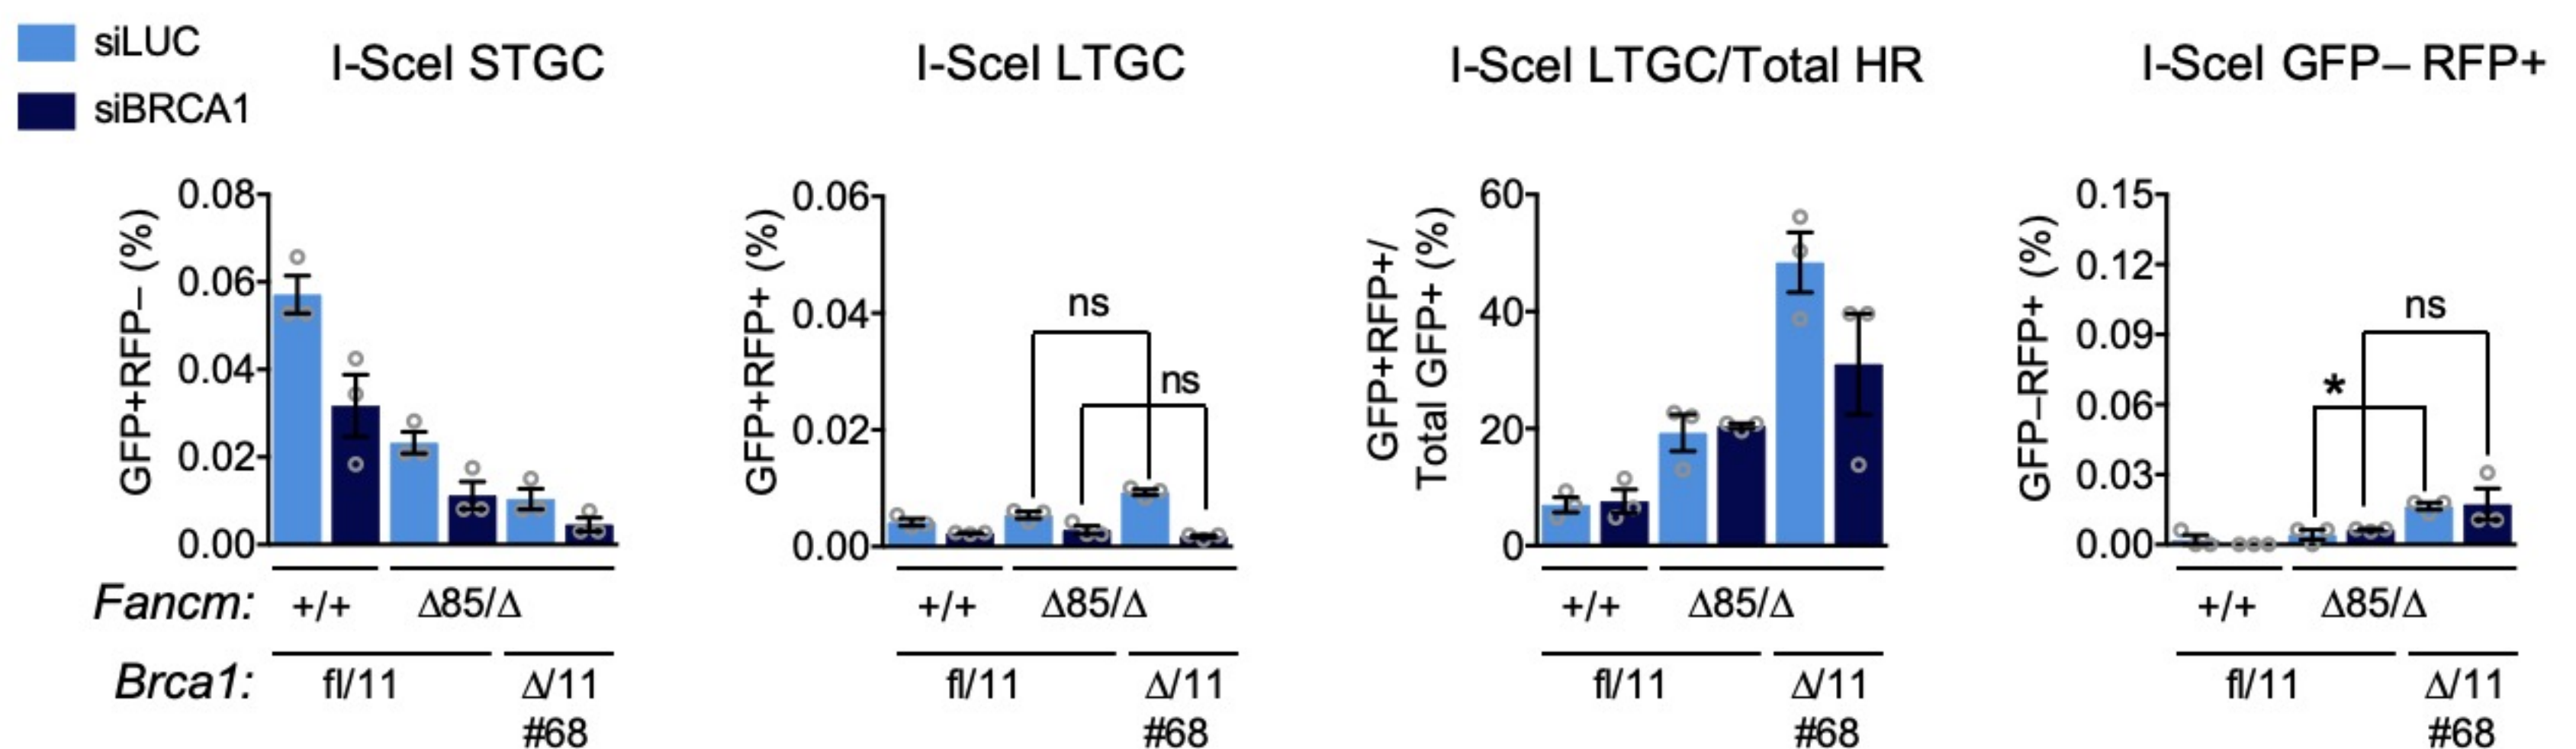 siLUC
siBRCA1
I-SceI STGC
GFP+RFP– (%)
0.08
0.06
0.04
0.02
0.00
Fancm:
+/+
Δ85/Δ
Brca1:
fl/11
Δ/11
#68
I-SceI LTGC
GFP+RFP+ (%)
0.06
0.04
0.02
0.00
ns
ns
+/+
Δ85/Δ
fl/11
Δ/11
#68
I-SceI LTGC/Total HR
GFP+RFP+/
Total GFP+ (%)
60
40
20
0
+/+
Δ85/Δ
fl/11
Δ/11
#68
I-SceI GFP– RFP+
GFP–RFP+ (%)
0.15
0.12
0.09
0.06
0.03
0.00
ns
*
+/+
Δ85/Δ
fl/11
Δ/11
#68